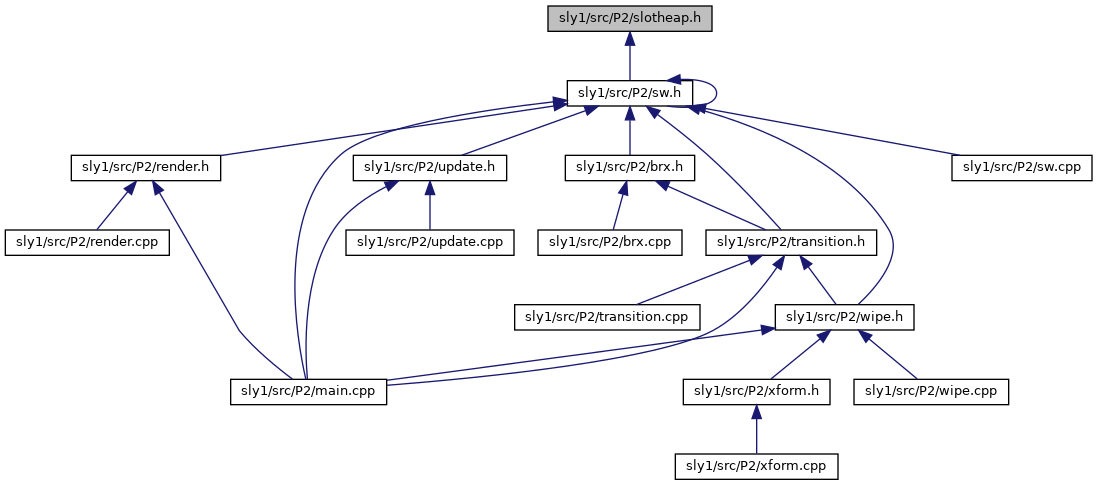 sly1/src/P2/slotheap.h
sly1/src/P2/sw.h
sly1/src/P2/render.h
sly1/src/P2/update.h
sly1/src/P2/brx.h
sly1/src/P2/sw.cpp
sly1/src/P2/render.cpp
sly1/src/P2/update.cpp
sly1/src/P2/brx.cpp
sly1/src/P2/transition.h
sly1/src/P2/transition.cpp
sly1/src/P2/wipe.h
sly1/src/P2/main.cpp
sly1/src/P2/xform.h
sly1/src/P2/wipe.cpp
sly1/src/P2/xform.cpp